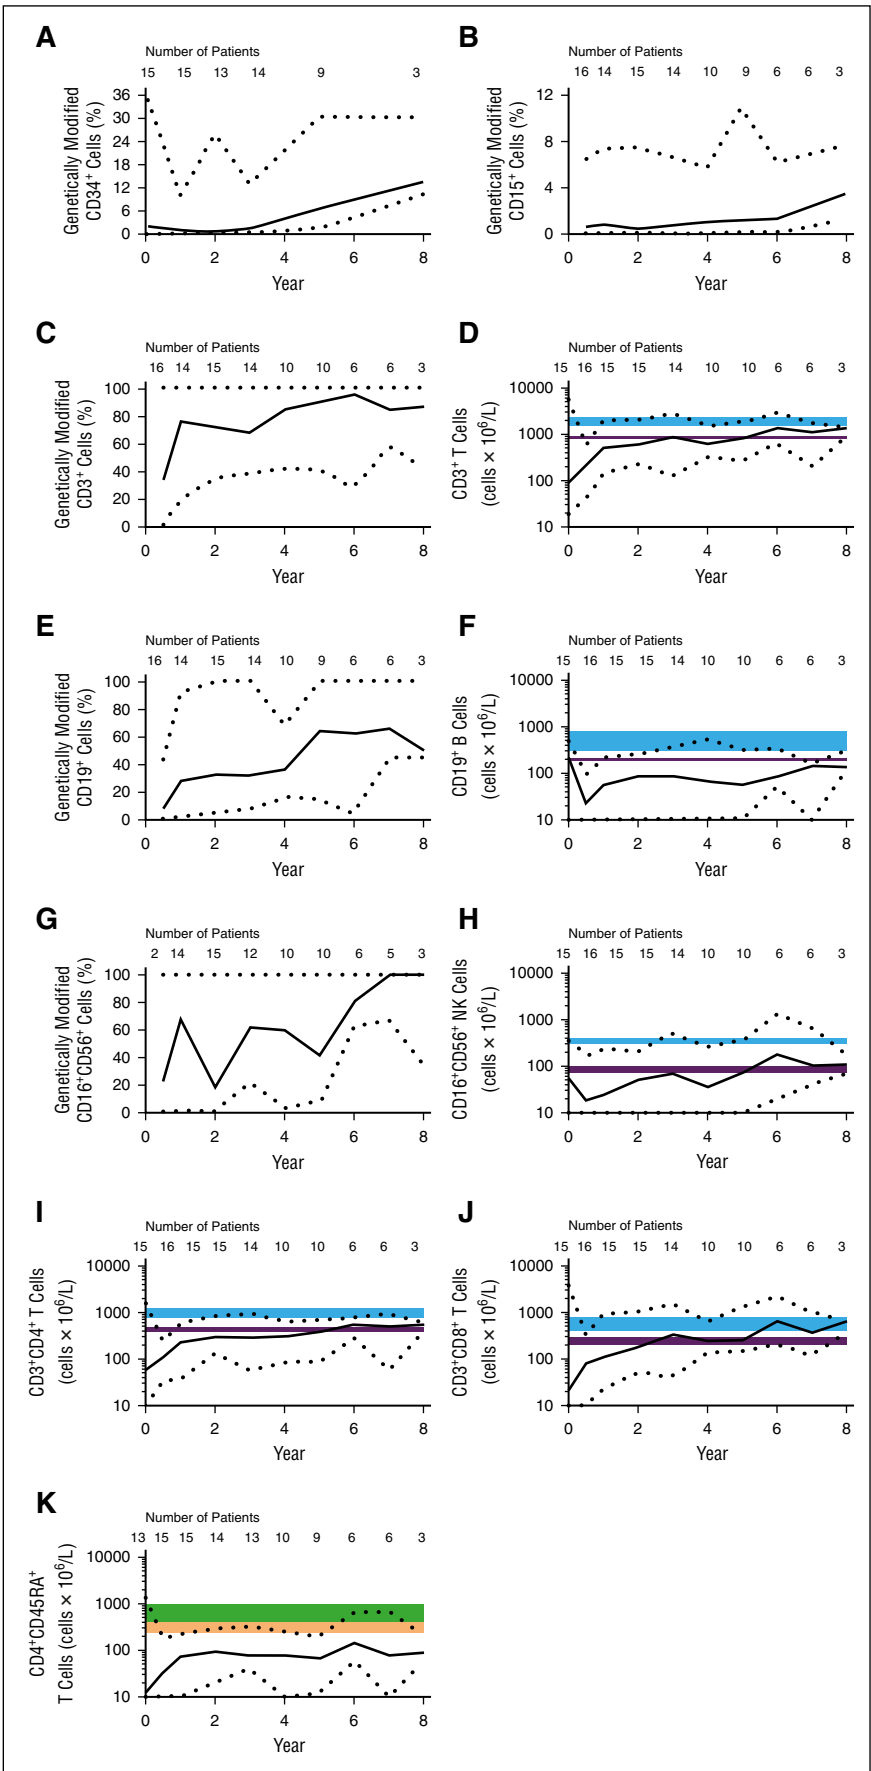 A
Number of Patients
15 15 13 14 9 3
Genetically Modified
CD34+ Cells (%)
36
30
24
18
12
6
0
0 2 4 6 8
Year
B
Number of Patients
16 14 15 14 10 9 6 6 3
Genetically Modified
CD15+ Cells (%)
12
8
4
0
0 2 4 6 8
Year
C
Number of Patients
16 14 15 14 10 10 6 6 3
Genetically Modified
CD3+ Cells (%)
100
80
60
40
20
0
0 2 4 6 8
Year
D
Number of Patients
15 16 15 15 14 10 10 6 6 3
CD3+ T Cells
(cells × 10^6/L)
10000
1000
100
10
0 2 4 6 8
Year
E
Number of Patients
16 14 15 14 10 9 6 6 3
Genetically Modified
CD19+ Cells (%)
100
80
60
40
20
0
0 2 4 6 8
Year
F
Number of Patients
15 16 15 15 14 10 10 6 6 3
CD19+ B Cells
(cells × 10^6/L)
10000
1000
100
10
0 2 4 6 8
Year
G
Number of Patients
2 14 15 12 10 10 6 5 3
Genetically Modified
CD16+CD56+ Cells (%)
100
80
60
40
20
0
0 2 4 6 8
Year
H
Number of Patients
15 16 15 15 14 10 10 6 6 3
CD16+CD56+ NK Cells
(cells × 10^6/L)
10000
1000
100
10
0 2 4 6 8
Year
I
Number of Patients
15 16 15 15 14 10 10 6 6 3
CD3+CD4+ T Cells
(cells × 10^6/L)
10000
1000
100
10
0 2 4 6 8
Year
J
Number of Patients
15 16 15 15 14 10 10 6 6 3
CD3+CD8+ T Cells
(cells × 10^6/L)
10000
1000
100
10
0 2 4 6 8
Year
K
Number of Patients
13 15 15 14 13 10 9 6 6 3
CD4+CD45RA+
T Cells (cells × 10^6/L)
10000
1000
100
10
0 2 4 6 8
Year